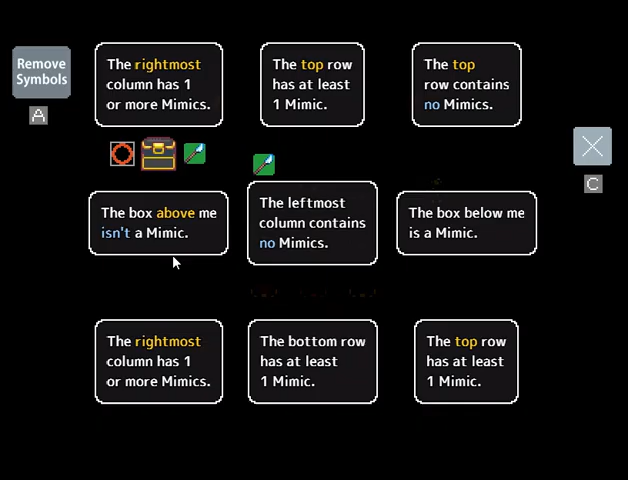 Remove
Symbols
A
The rightmost
column has 1
or more Mimics.
The top row
has at least
1 Mimic.
The top
row contains
no Mimics.
C
The box above me
isn't a Mimic.
The leftmost
column contains
no Mimics.
The box below me
is a Mimic.
The rightmost
column has 1
or more Mimics.
The bottom row
has at least
1 Mimic.
The top row
has at least
1 Mimic.